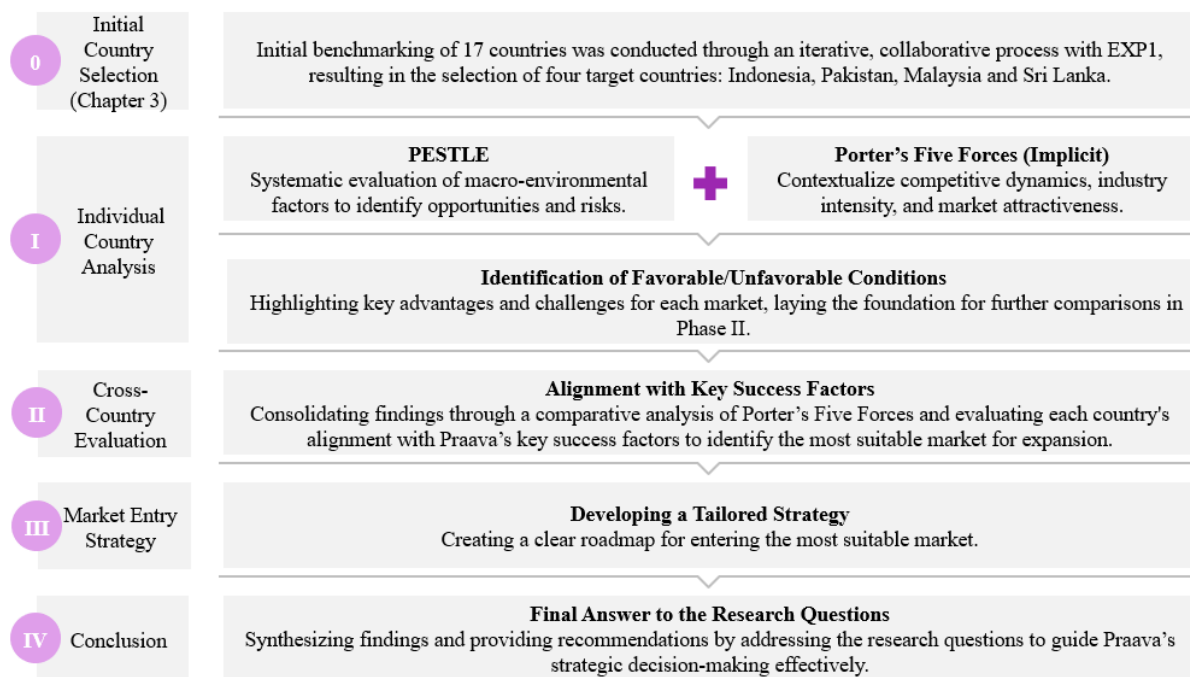 0
Initial
Country
Selection
(Chapter 3)
Initial benchmarking of 17 countries was conducted through an iterative, collaborative process with EXP1,
resulting in the selection of four target countries: Indonesia, Pakistan, Malaysia and Sri Lanka.
I
Individual
Country
Analysis
PESTLE
Systematic evaluation of macro-environmental
factors to identify opportunities and risks.
Porter's Five Forces (Implicit)
Contextualize competitive dynamics, industry
intensity, and market attractiveness.
Identification of Favorable/Unfavorable Conditions
Highlighting key advantages and challenges for each market, laying the foundation for further comparisons in
Phase II.
II
Cross-
Country
Evaluation
Alignment with Key Success Factors
Consolidating findings through a comparative analysis of Porter's Five Forces and evaluating each country's
alignment with Praava's key success factors to identify the most suitable market for expansion.
III
Market Entry
Strategy
Developing a Tailored Strategy
Creating a clear roadmap for entering the most suitable market.
IV
Conclusion
Final Answer to the Research Questions
Synthesizing findings and providing recommendations by addressing the research questions to guide Praava's
strategic decision-making effectively.